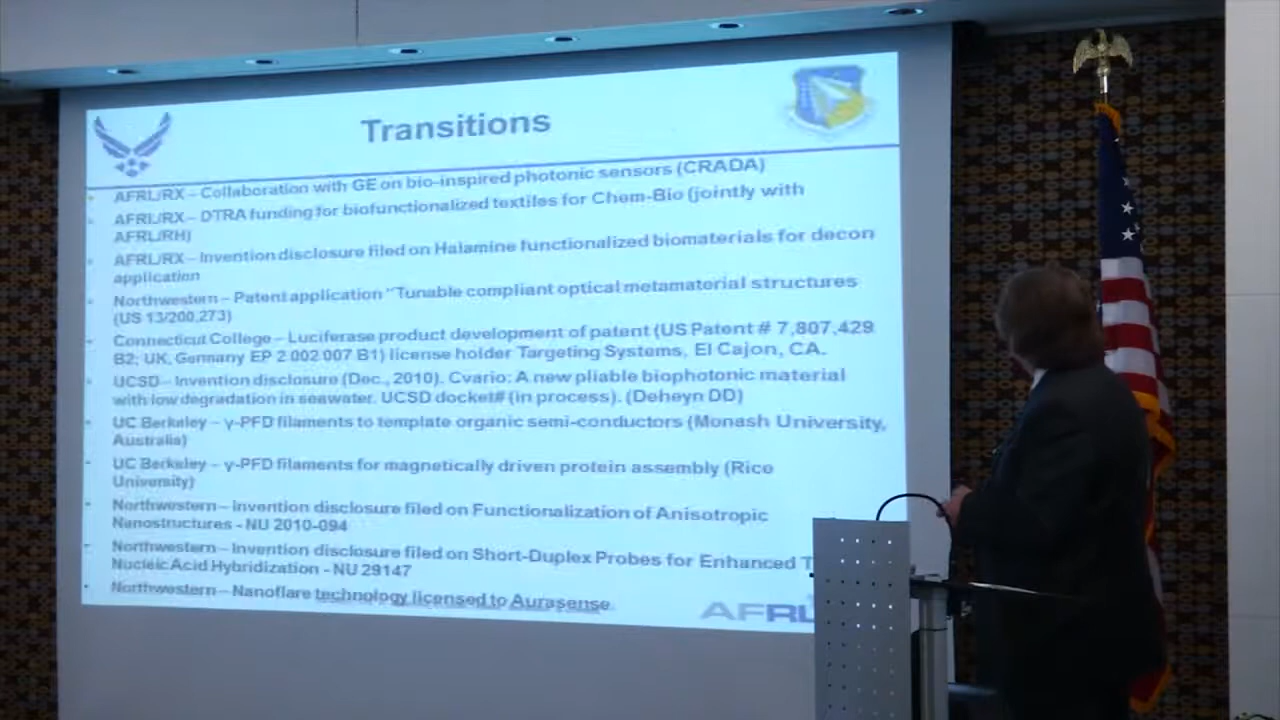 Transitions
AFRL/RX – Collaboration with GE on bio-inspired photonic sensors (CRADA)
AFRL/RX – DTRA funding for biofunctionalized textiles for Chem-Bio (jointly with
AFRL/RH)
AFRL/RX – Invention disclosure filed on Halamine functionalized biomaterials for decon
application
Northwestern – Patent application "Tunable compliant optical metamaterial structures
(US 13/200,273)
Connecticut College – Luciferase product development of patent (US Patent # 7,807,429
B2; UK, Germany EP 2 002 007 B1) license holder Targeting Systems, El Cajon, CA.
UCSD – Invention disclosure (Dec., 2010). Cvario: A new pliable biophotonic material
with low degradation in seawater. UCSD docket# (in process). (Deheyn DD)
UC Berkeley – γ-PFD filaments to template organic semi-conductors (Monash University,
Australia)
UC Berkeley – γ-PFD filaments for magnetically driven protein assembly (Rice
University)
Northwestern – Invention disclosure filed on Functionalization of Anisotropic
Nanostructures - NU 2010-094
Northwestern – Invention disclosure filed on Short-Duplex Probes for Enhanced T
Nucleic Acid Hybridization - NU 29147
Northwestern – Nanoflare technology licensed to Aurasense
AFRL